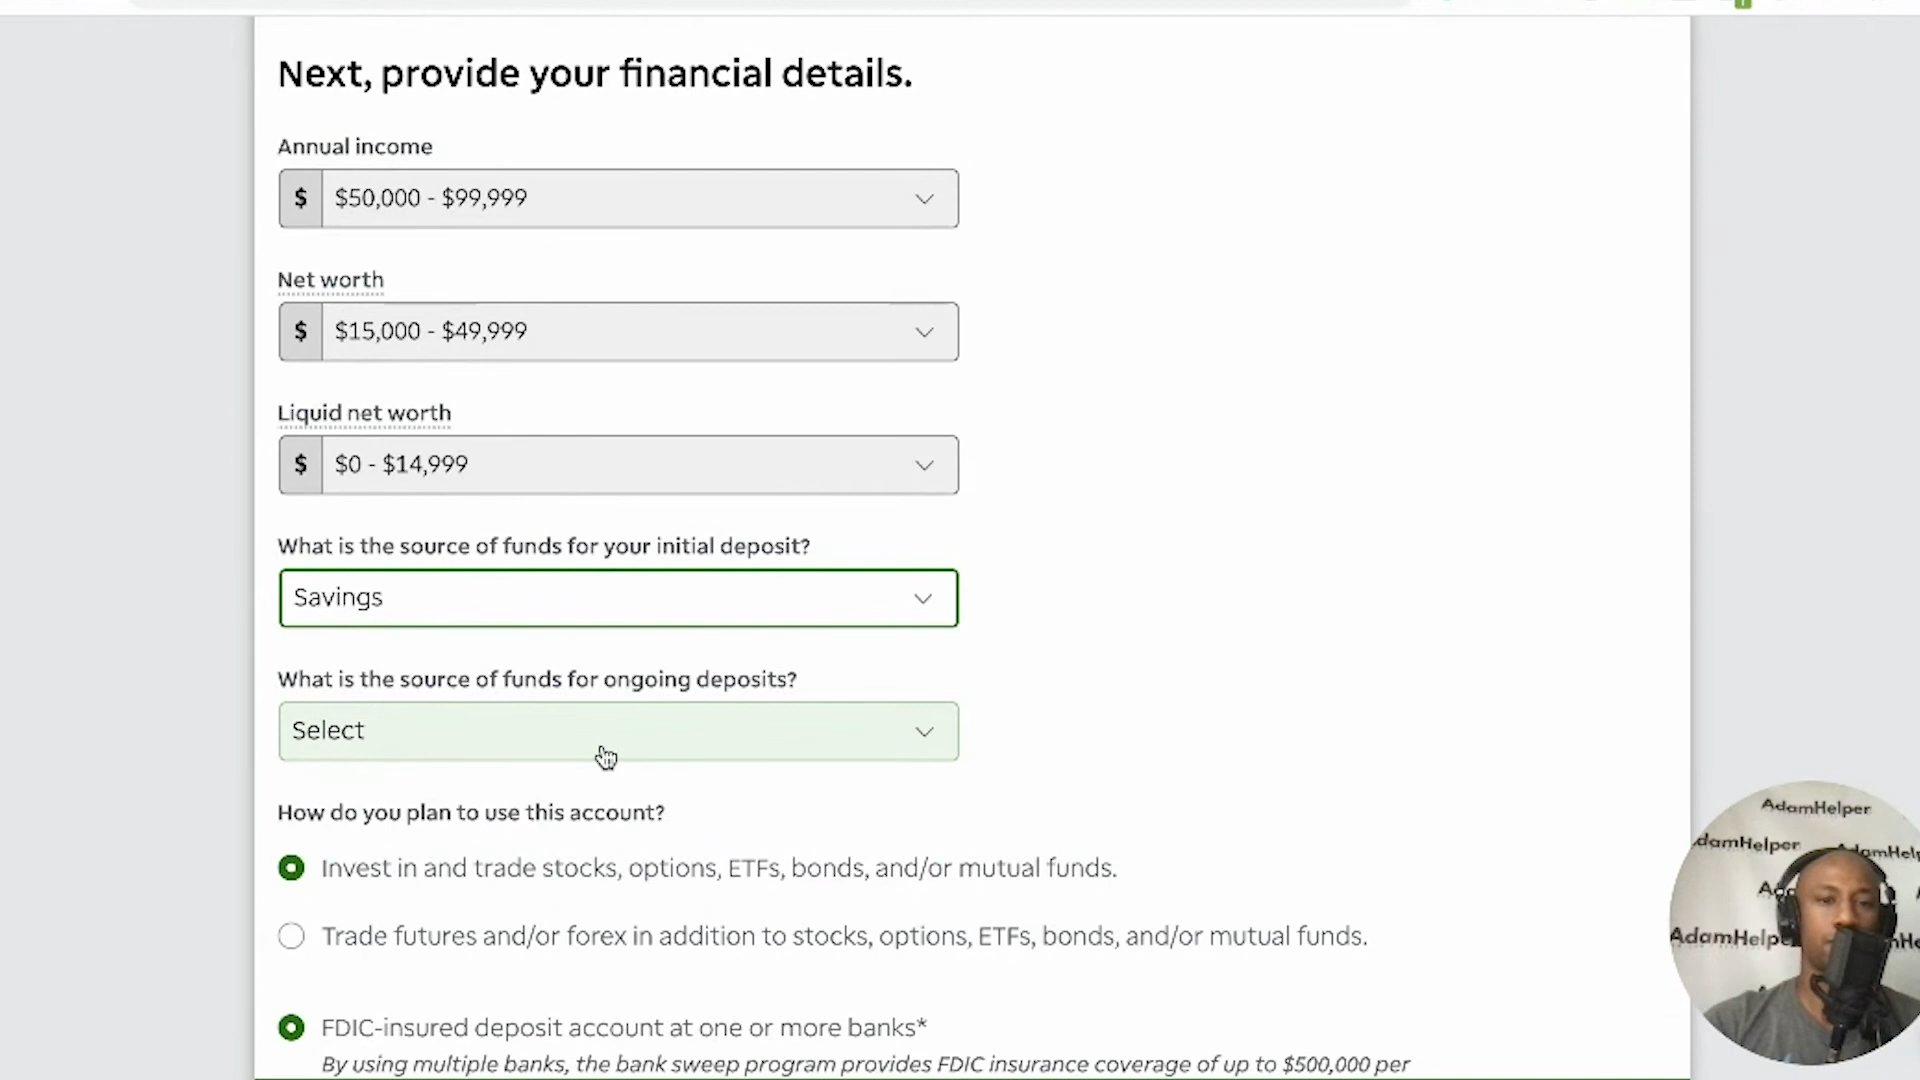 Next, provide your financial details.
Annual income
$ $50,000 - $99,999
Net worth
$ $15,000 - $49,999
Liquid net worth
$ $0 - $14,999
What is the source of funds for your initial deposit?
Savings
What is the source of funds for ongoing deposits?
Select
How do you plan to use this account?
Invest in and trade stocks, options, ETFs, bonds, and/or mutual funds.
Trade futures and/or forex in addition to stocks, options, ETFs, bonds, and/or mutual funds.
FDIC-insured deposit account at one or more banks*
By using multiple banks, the bank sweep program provides FDIC insurance coverage of up to $500,000 per
AdamHelper